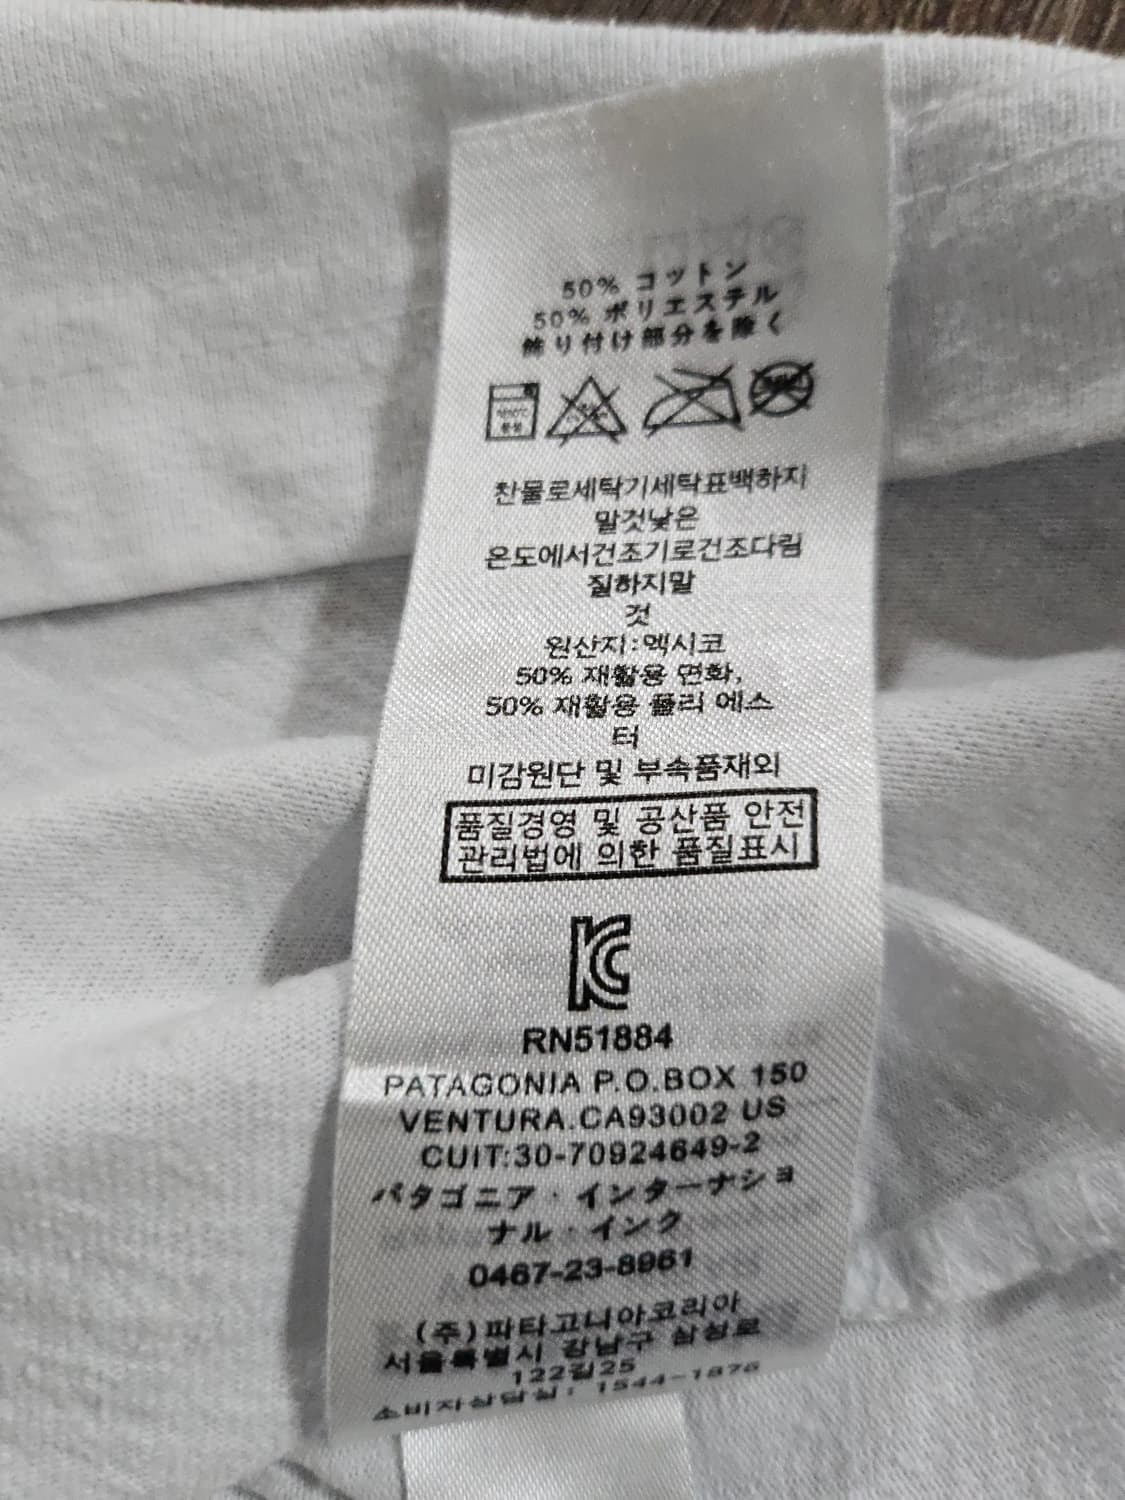 50% コットン
50% ポリエステル
飾り付け部分を除く
찬물로세탁기세탁표백하지
말것낮은
온도에서건조기로건조다림
질하지말
것
원산지:멕시코
50% 재활용 면화,
50% 재활용 폴리 에스
터
미감원단 및 부속품재외
품질경영 및 공산품 안전
관리법에 의한 품질표시
RN51884
PATAGONIA P.O.BOX 150
VENTURA.CA93002 US
CUIT:30-70924649-2
パタゴニア・インターナショ
ナル・インク
0467-23-8961
(주)파타고니아코리아
서울특별시 강남구 삼성로
122길25
소비자상담실: 1544-1876